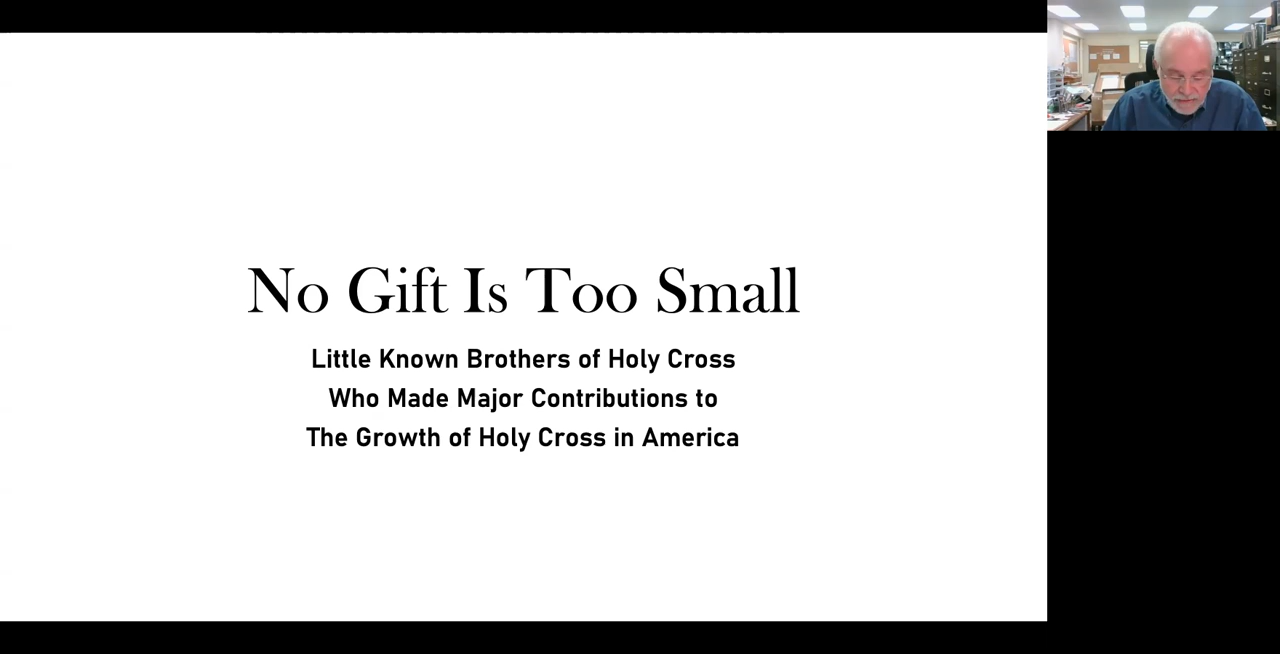 No Gift Is Too Small
Little Known Brothers of Holy Cross
Who Made Major Contributions to
The Growth of Holy Cross in America